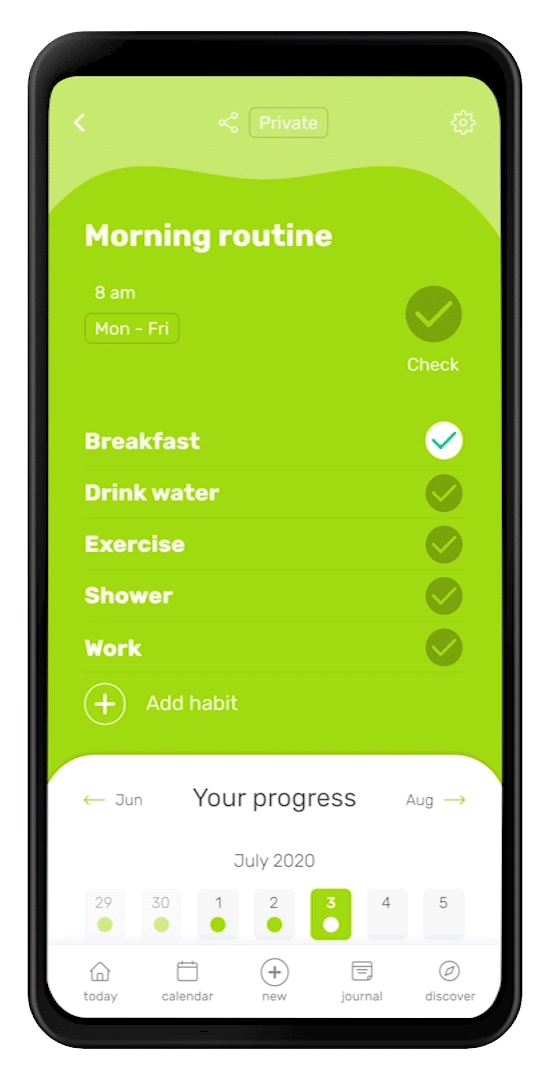 Private
Morning routine
8 am
Mon - Fri
Check
Breakfast
Drink water
Exercise
Shower
Work
Add habit
Jun Your progress Aug
July 2020
29 30 1 2 3 4 5
today calendar new journal discover